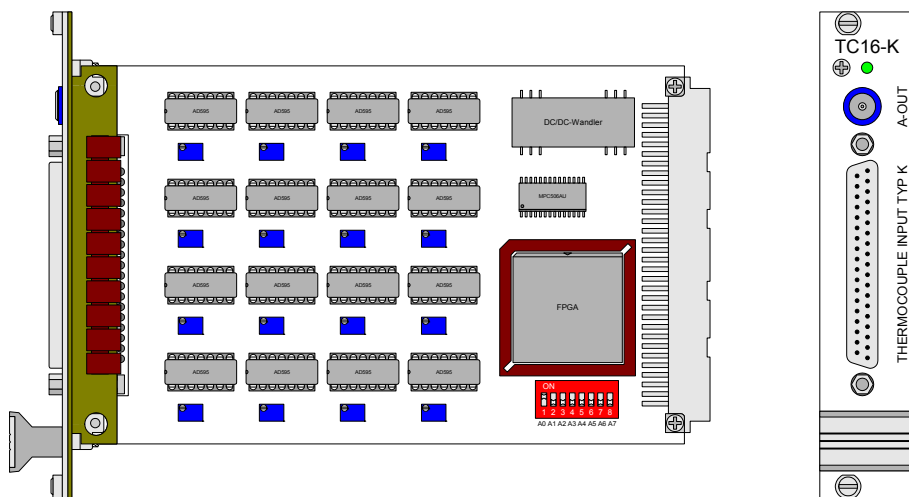 AD595 AD595 AD595 AD595
DC/DC-Wandler
AD595 AD595 AD595 AD595
MPC506AU
AD595 AD595 AD595 AD595
FPGA
AD595 AD595 AD595 AD595
ON
1 2 3 4 5 6 7 8
A0 A1 A2 A3 A4 A5 A6 A7
TC16-K
A-OUT
THERMOCOUPLE INPUT TYP K